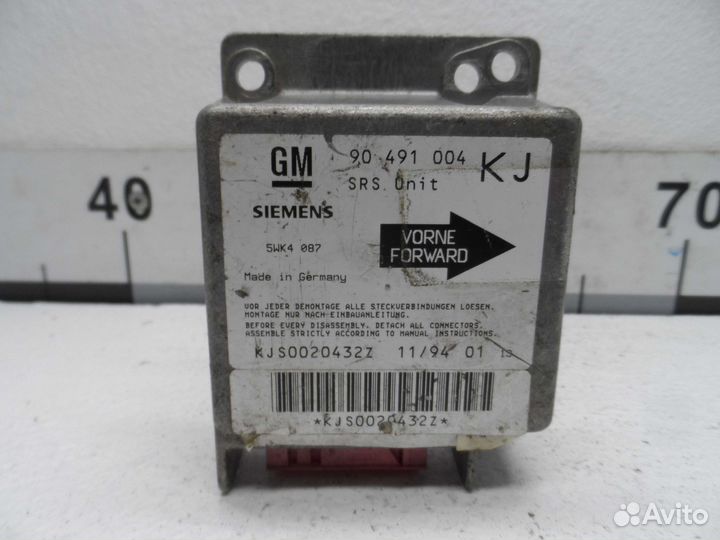 GM
90 491 004
KJ
SRS Unit
SIEMENS
5WK4 087
VORNE
FORWARD
Made in Germany
VOR JEDER DEMONTAGE ALLE STECKVERBINDUNGEN LOESEN.
MONTAGE NUR NACH EINBAUANLEITUNG.
BEFORE EVERY DISASSEMBLY, DETACH ALL CONNECTORS.
ASSEMBLE STRICTLY ACCORDING TO MANUAL INSTRUCTIONS.
KJS0020432Z 11/94 01
*KJS0020432Z*
40
70
Avito